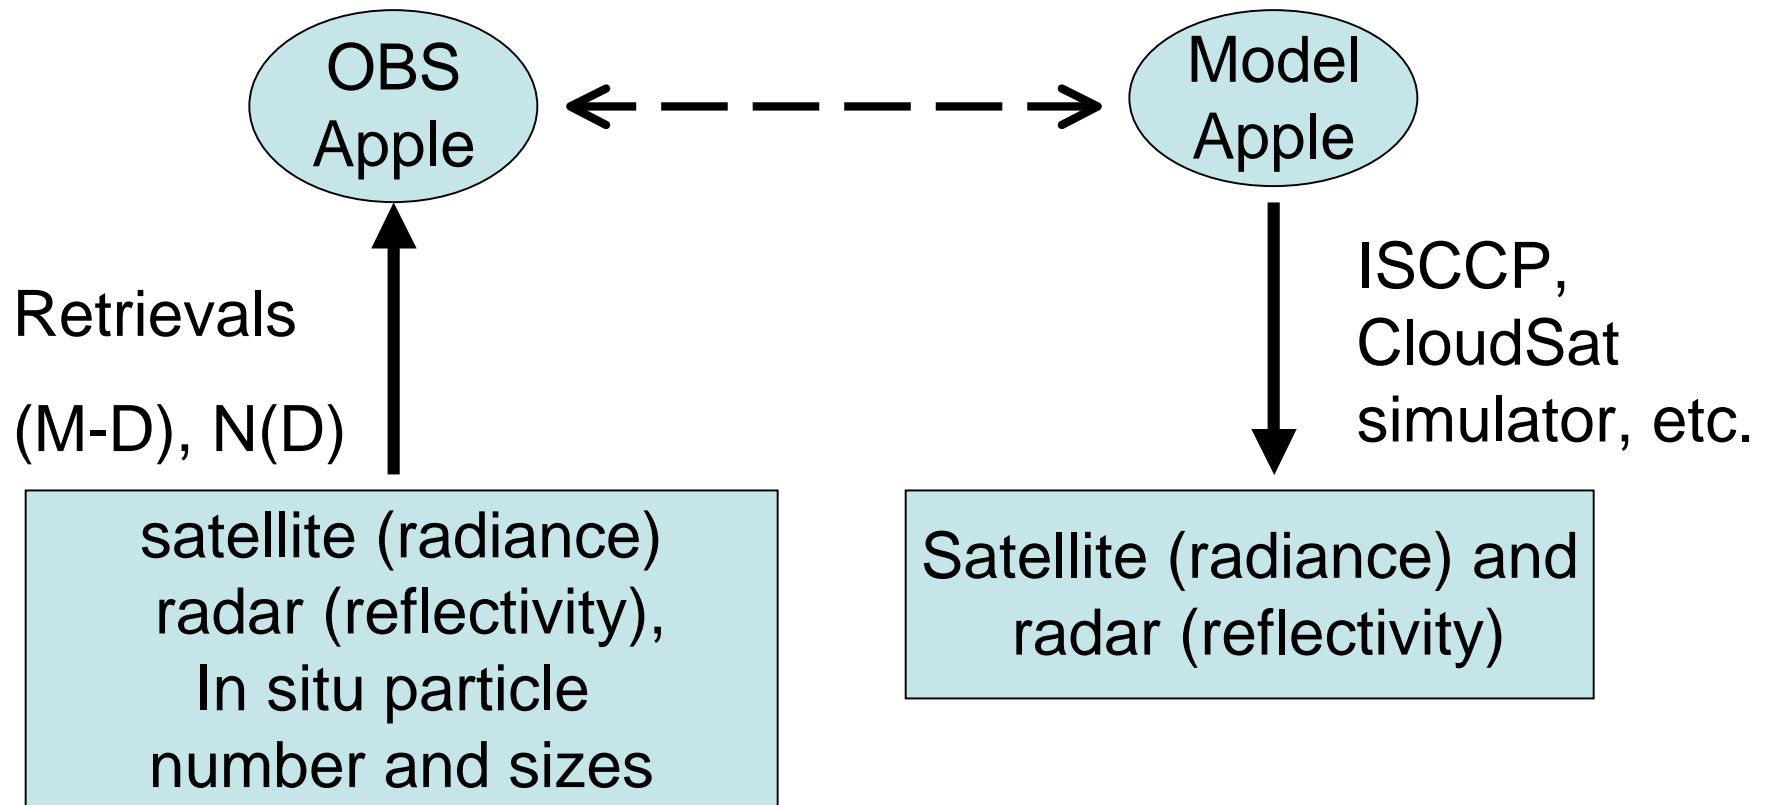 OBS
Apple
Model
Apple
Retrievals
(M-D), N(D)
ISCCP,
CloudSat
simulator, etc.
satellite (radiance)
radar (reflectivity),
In situ particle
number and sizes
Satellite (radiance) and
radar (reflectivity)